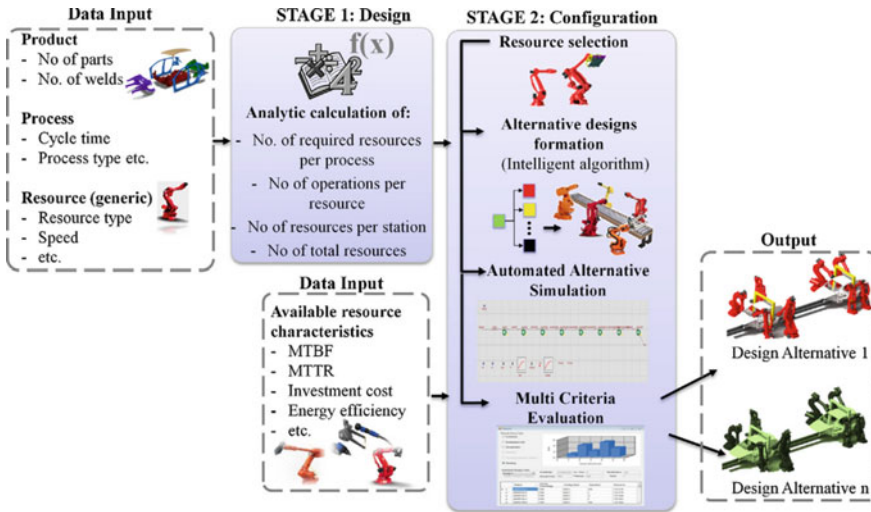 Data Input
Product
- No of parts
- No. of welds
Process
- Cycle time
- Process type etc.
Resource (generic)
- Resource type
- Speed
- etc.
STAGE 1: Design
f(x)
Analytic calculation of:
- No. of required resources
per process
- No of operations per
resource
- No of resources per station
- No of total resources
Data Input
Available resource
characteristics
- MTBF
- MTTR
- Investment cost
- Energy efficiency
- etc.
STAGE 2: Configuration
Resource selection
Alternative designs
formation
(Intelligent algorithm)
Automated Alternative
Simulation
Multi Criteria
Evaluation
Output
Design Alternative 1
Design Alternative n